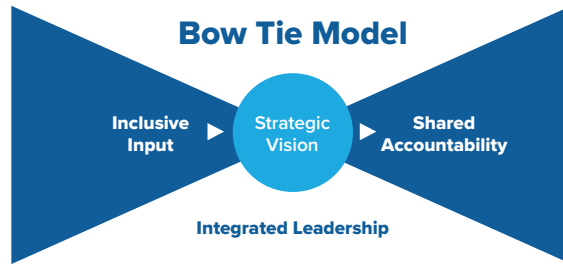 Bow Tie Model
Inclusive
Input
Strategic
Vision
Shared
Accountability
Integrated Leadership